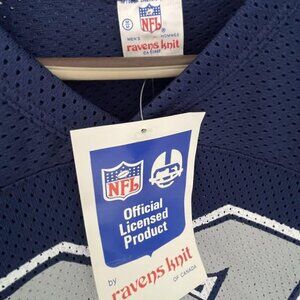 NFL
MEN'S HOMMES
ravens knit
NFL
Official
Licensed
Product
by ravens knit
OF CANADA